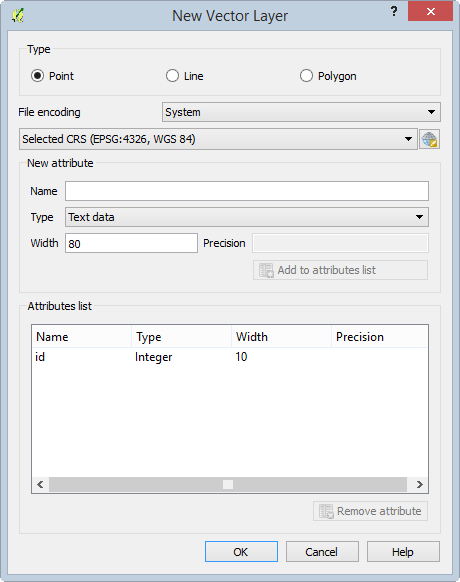 New Vector Layer ?
Type
Point Line Polygon
File encoding System
Selected CRS (EPSG:4326, WGS 84)
New attribute
Name
Type Text data
Width 80 Precision
Add to attributes list
Attributes list
Name Type Width Precision
id Integer 10
Remove attribute
OK Cancel Help